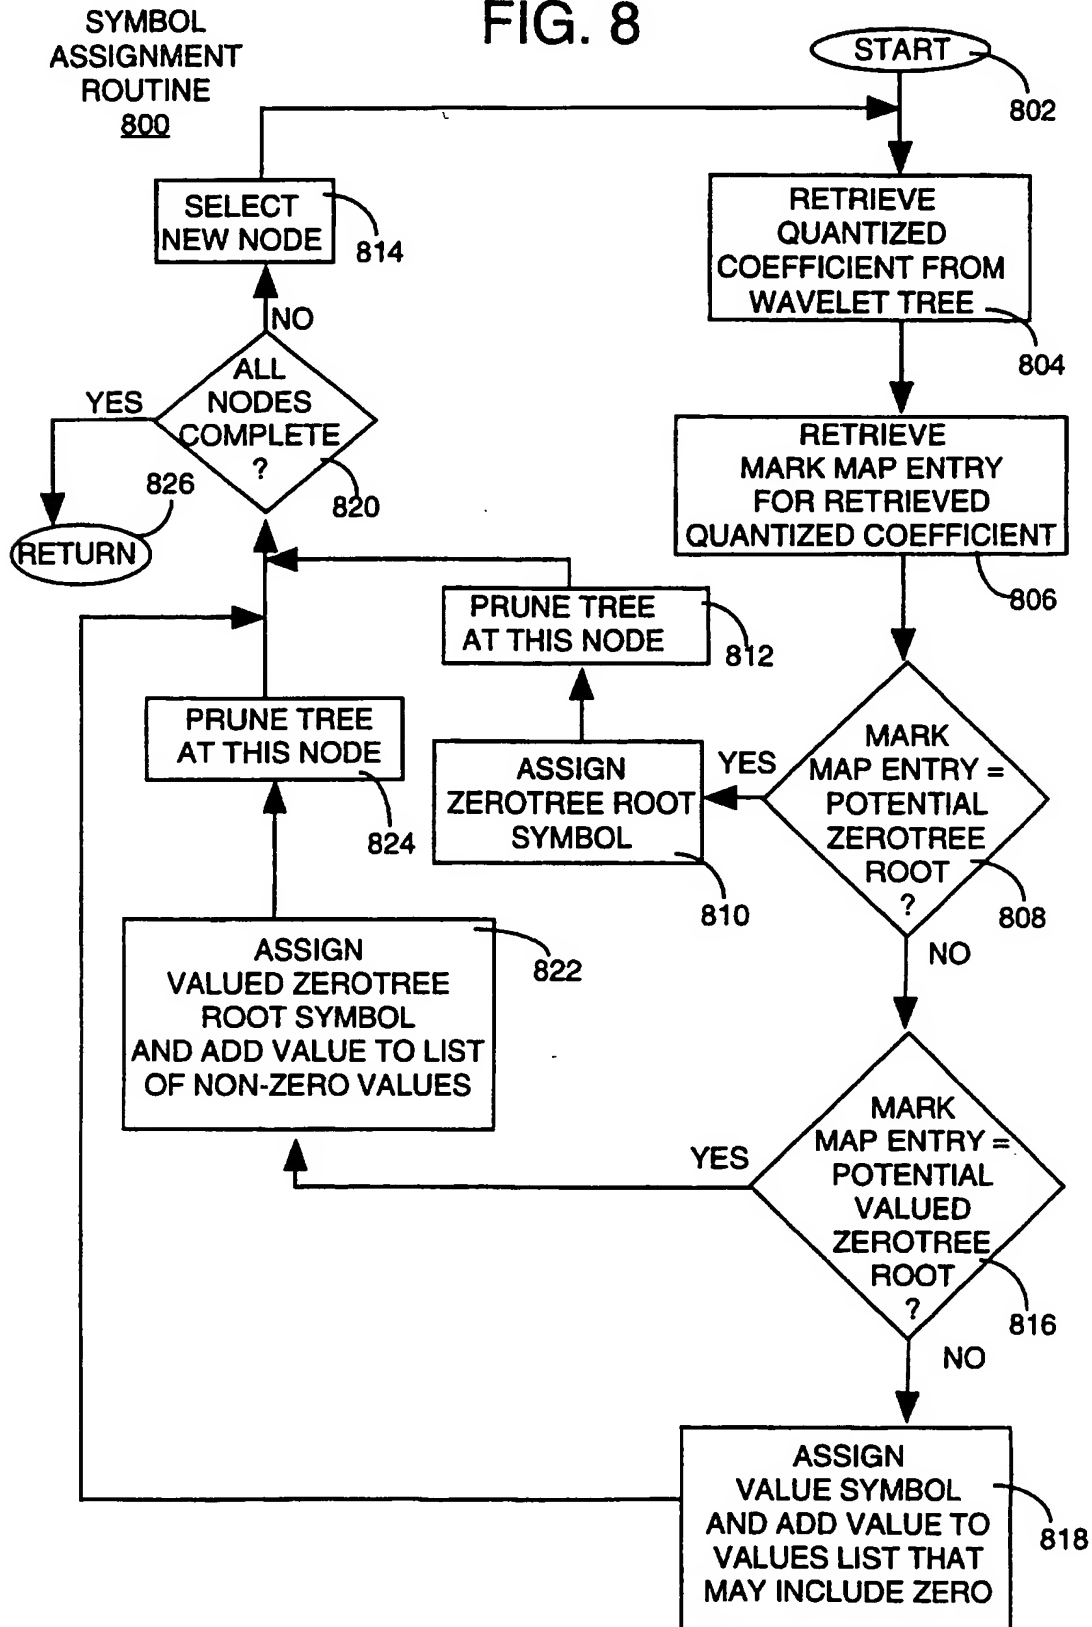 SYMBOL
ASSIGNMENT
ROUTINE
800
FIG. 8
START
802
RETRIEVE
QUANTIZED
COEFFICIENT FROM
WAVELET TREE
804
RETRIEVE
MARK MAP ENTRY
FOR RETRIEVED
QUANTIZED COEFFICIENT
806
MARK
MAP ENTRY =
POTENTIAL
ZEROTREE
ROOT
?
808
YES
NO
ASSIGN
ZEROTREE ROOT
SYMBOL
810
PRUNE TREE
AT THIS NODE
812
SELECT
NEW NODE
814
NO
ALL
NODES
COMPLETE
?
820
YES
826
RETURN
PRUNE TREE
AT THIS NODE
824
ASSIGN
VALUED ZEROTREE
ROOT SYMBOL
AND ADD VALUE TO LIST
OF NON-ZERO VALUES
822
YES
MARK
MAP ENTRY =
POTENTIAL
VALUED
ZEROTREE
ROOT
?
816
NO
ASSIGN
VALUE SYMBOL
AND ADD VALUE TO
VALUES LIST THAT
MAY INCLUDE ZERO
818